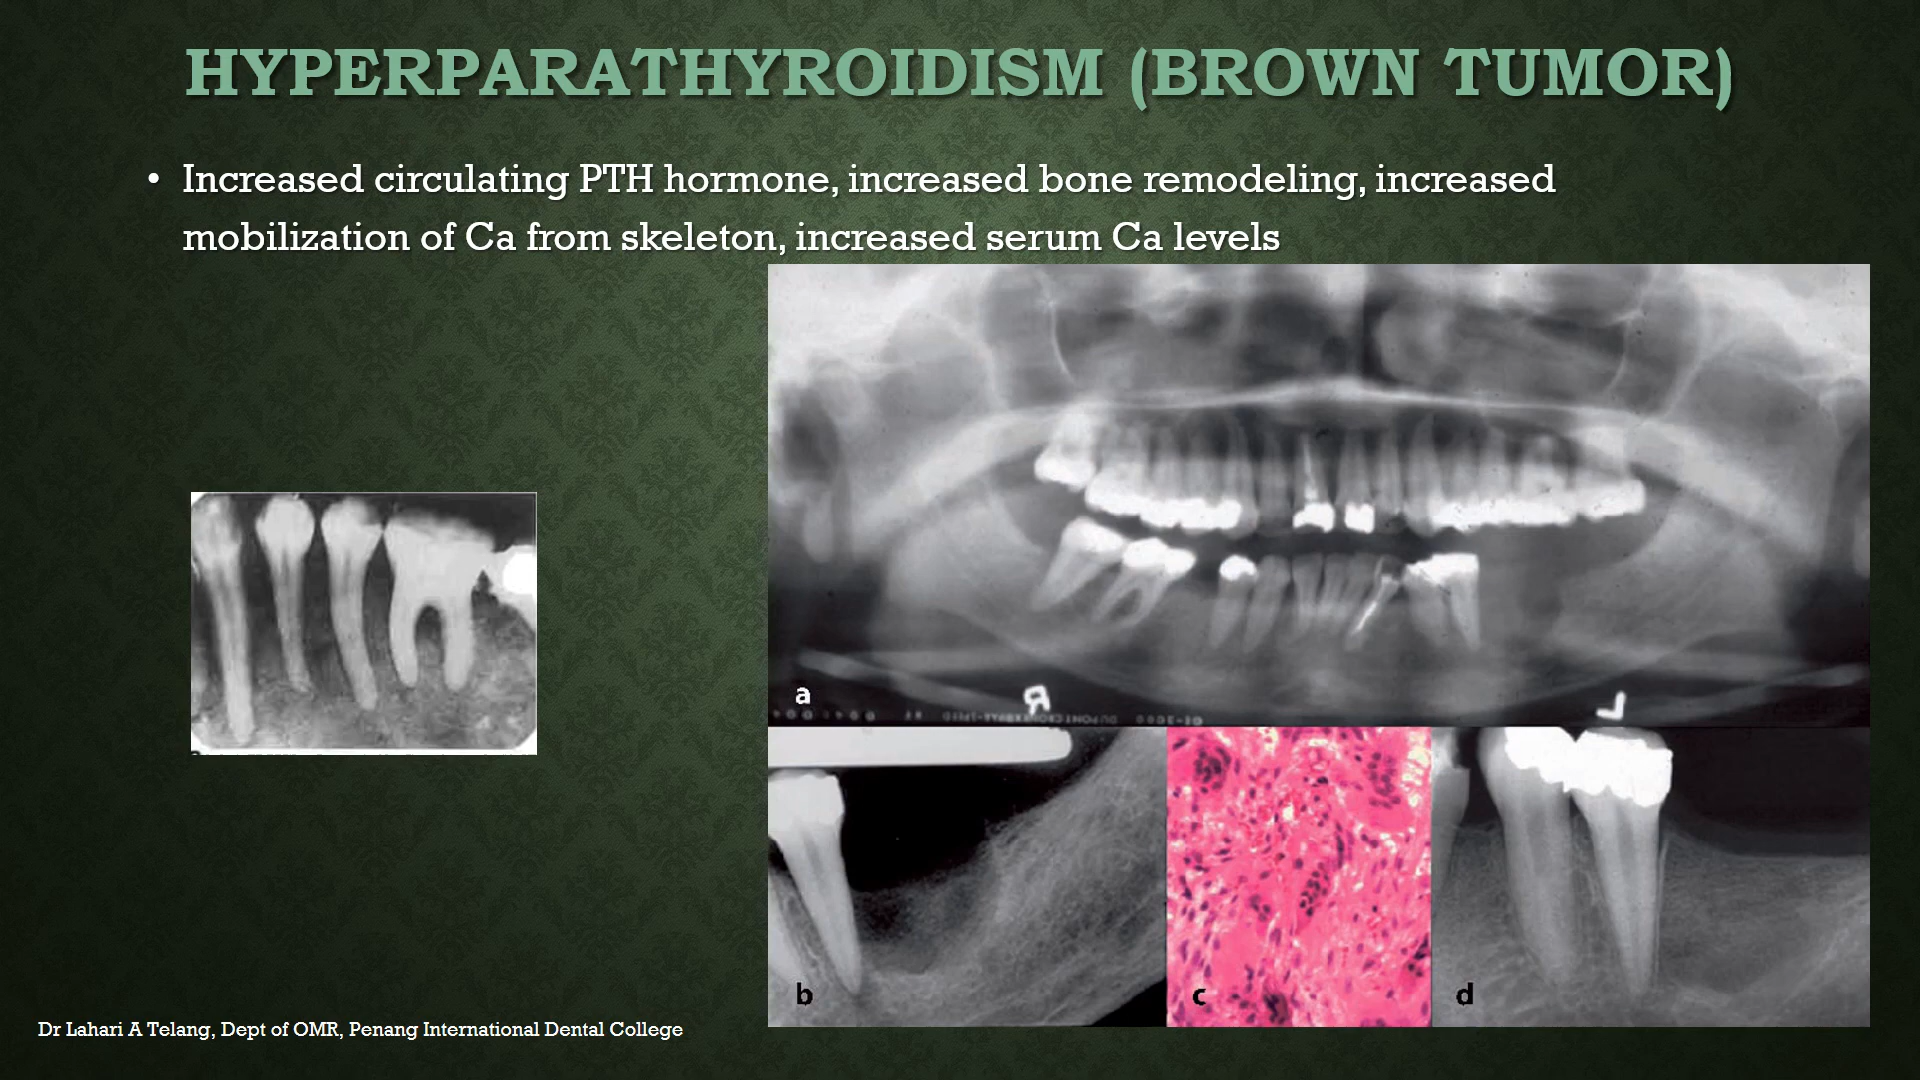 HYPERPARATHYROIDISM (BROWN TUMOR)
• Increased circulating PTH hormone, increased bone remodeling, increased
mobilization of Ca from skeleton, increased serum Ca levels
a
R
L
b
c
d
Dr Lahari A Telang, Dept of OMR, Penang International Dental College